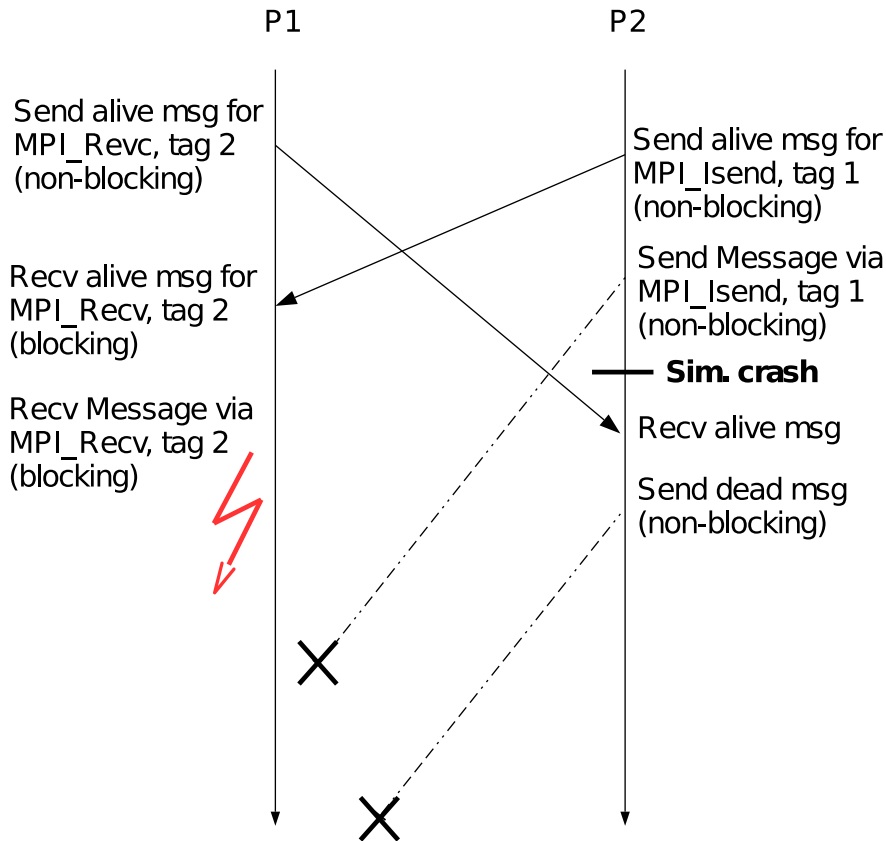 P1
P2
Send alive msg for
MPI_Revc, tag 2
(non-blocking)
Send alive msg for
MPI_Isend, tag 1
(non-blocking)
Recv alive msg for
MPI_Recv, tag 2
(blocking)
Send Message via
MPI_Isend, tag 1
(non-blocking)
Sim. crash
Recv Message via
MPI_Recv, tag 2
(blocking)
Recv alive msg
Send dead msg
(non-blocking)